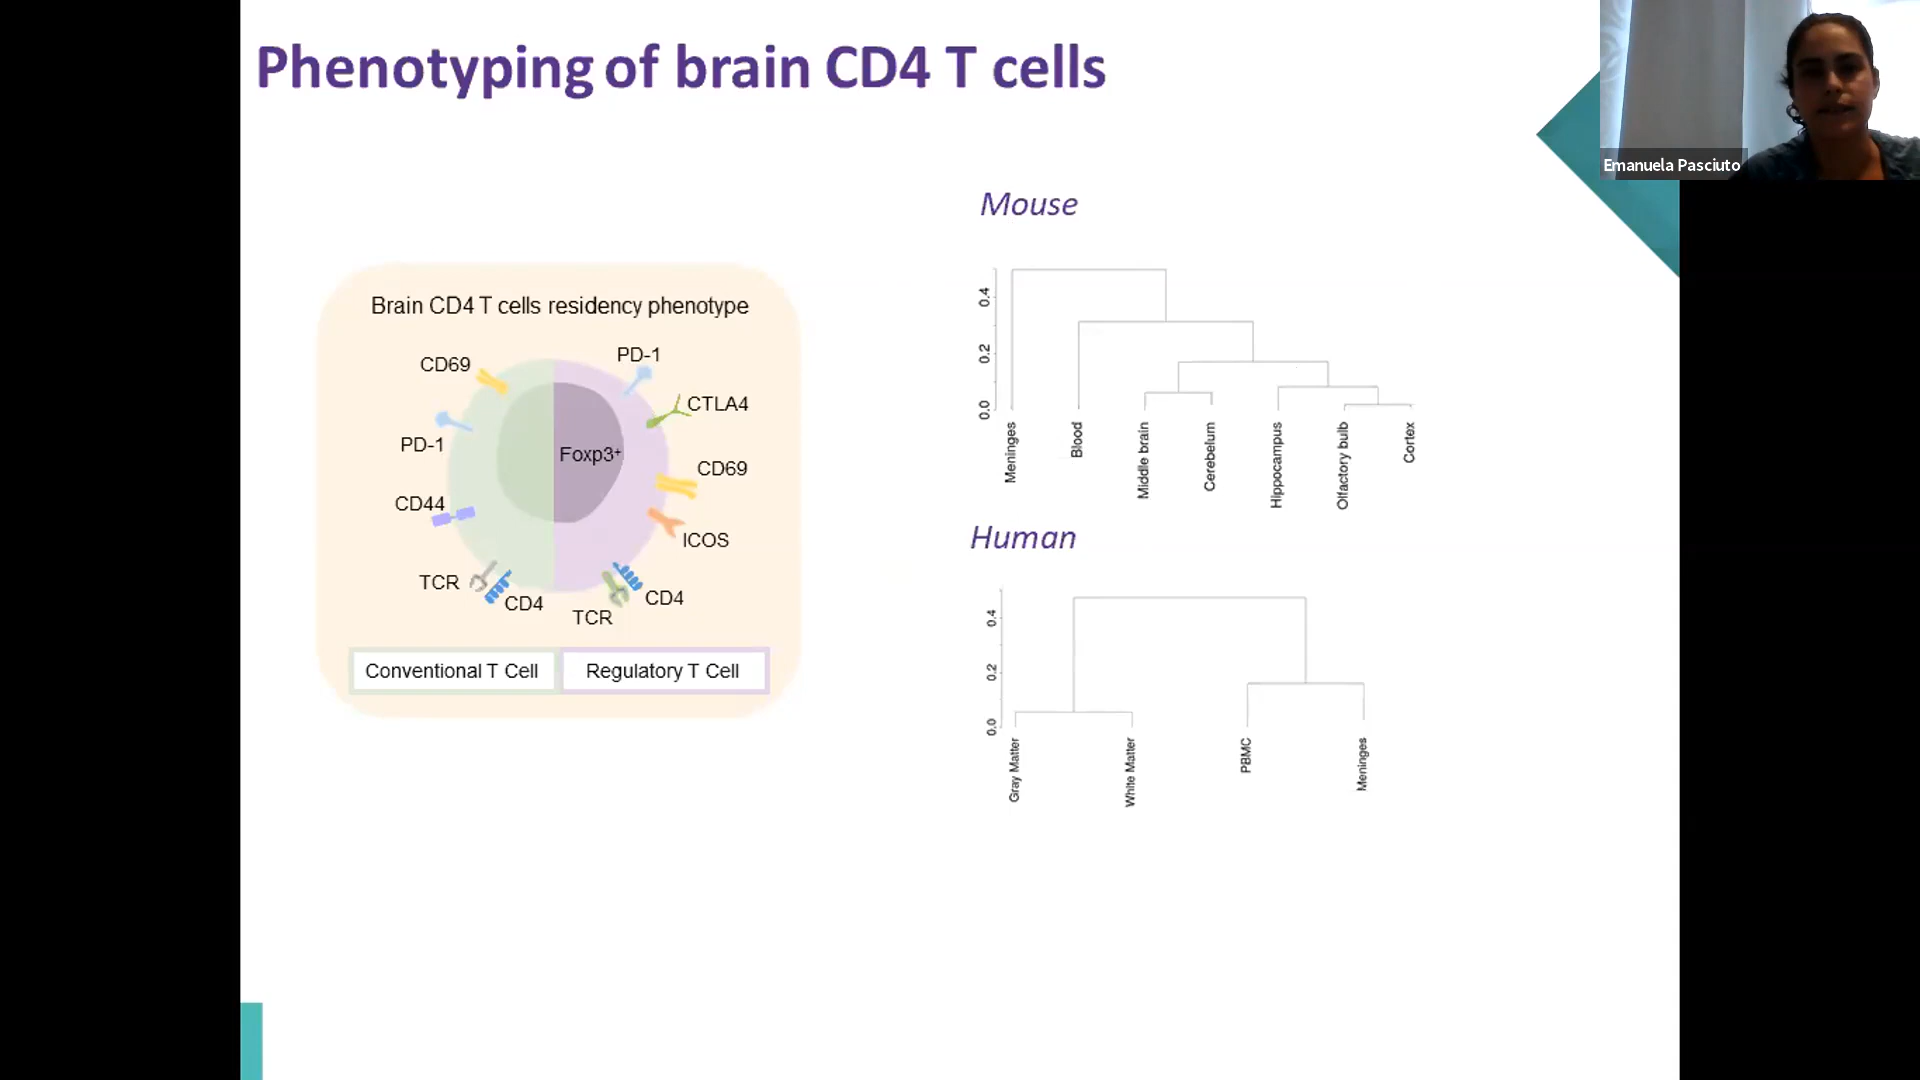 Phenotyping of brain CD4 T cells
Emanuela Pasciuto
Brain CD4 T cells residency phenotype
CD69
PD-1
CD44
TCR
CD4
PD-1
CTLA4
CD69
ICOS
CD4
TCR
Foxp3+
Conventional T Cell
Regulatory T Cell
Mouse
0.4
0.2
0.0
Meninges
Blood
Middle brain
Cerebelum
Hippocampus
Olfactory bulb
Cortex
Human
0.4
0.2
0.0
Gray Matter
White Matter
PBMC
Meninges